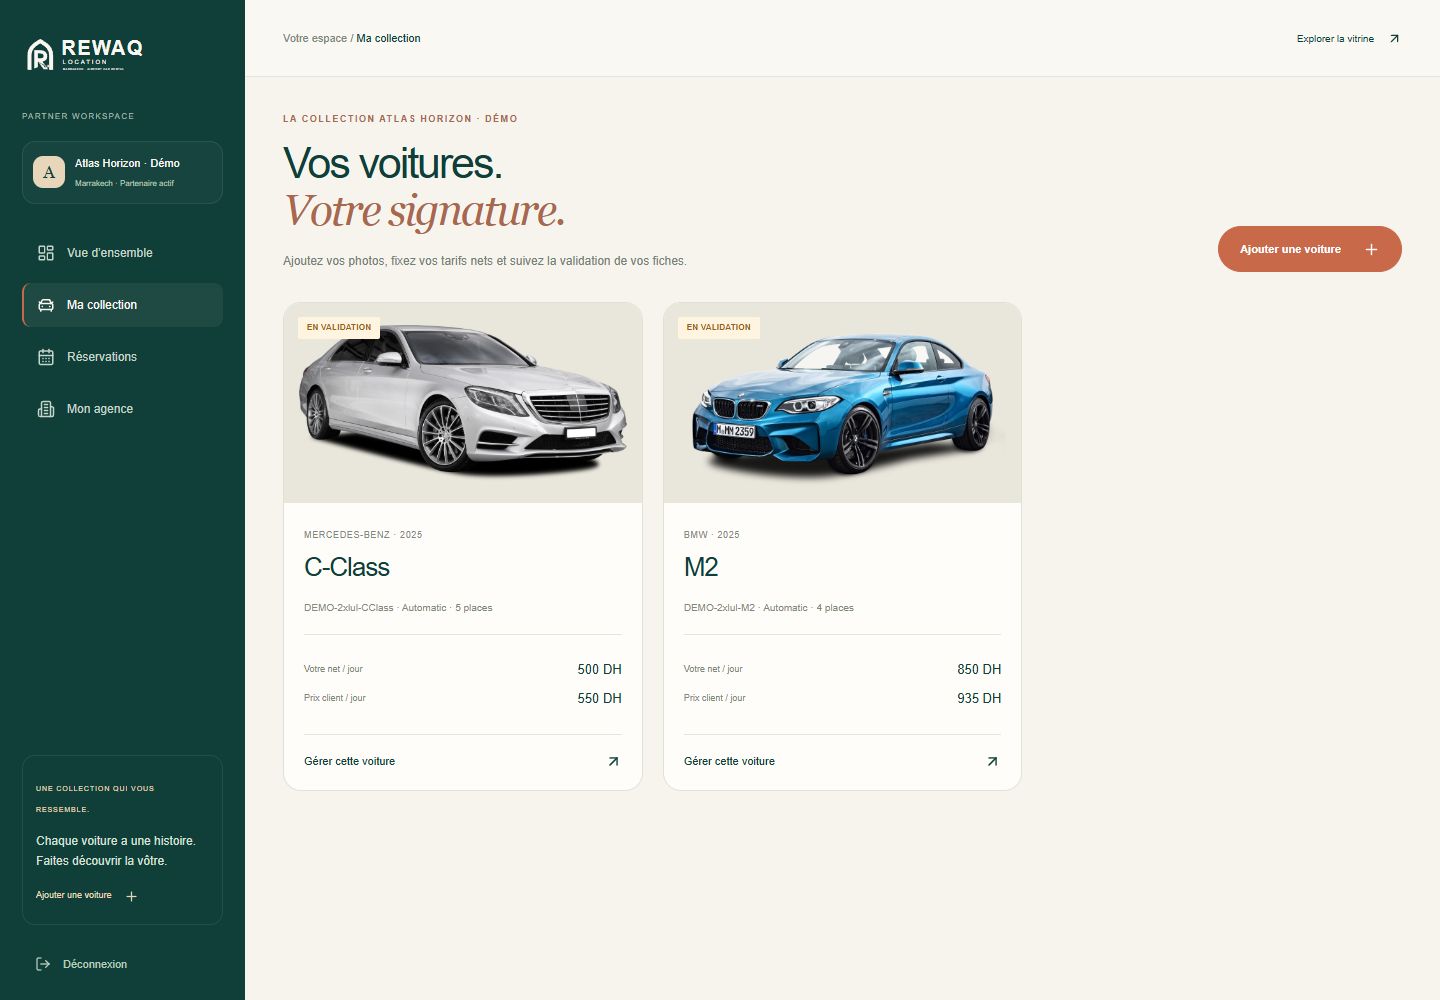 REWAQ
LOCATION
MARRAKECH · AIRPORT CAR RENTAL
PARTNER WORKSPACE
A
Atlas Horizon · Démo
Marrakech · Partenaire actif
Vue d'ensemble
Ma collection
Réservations
Mon agence
UNE COLLECTION QUI VOUS
RESSEMBLE.
Chaque voiture a une histoire.
Faites découvrir la vôtre.
Ajouter une voiture
Déconnexion
Votre espace / Ma collection
Explorer la vitrine
LA COLLECTION ATLAS HORIZON · DÉMO
Vos voitures.
Votre signature.
Ajoutez vos photos, fixez vos tarifs nets et suivez la validation de vos fiches.
Ajouter une voiture
EN VALIDATION
MERCEDES-BENZ · 2025
C-Class
DEMO-2xlul-CClass · Automatic · 5 places
Votre net / jour 500 DH
Prix client / jour 550 DH
Gérer cette voiture
EN VALIDATION
M:MM 2359
BMW · 2025
M2
DEMO-2xlul-M2 · Automatic · 4 places
Votre net / jour 850 DH
Prix client / jour 935 DH
Gérer cette voiture